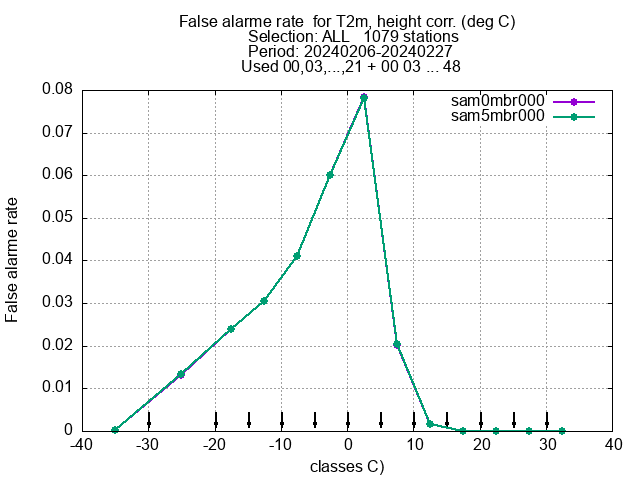 False alarme rate  for T2m, height corr. (deg C)
Selection: ALL   1079 stations
Period: 20240206-20240227
Used 00,03,...,21 + 00 03 ... 48
sam0mbr000
sam5mbr000
0.08
0.07
0.06
0.05
0.04
0.03
0.02
0.01
0
False alarme rate
-40 -30 -20 -10 0 10 20 30 40
classes C)